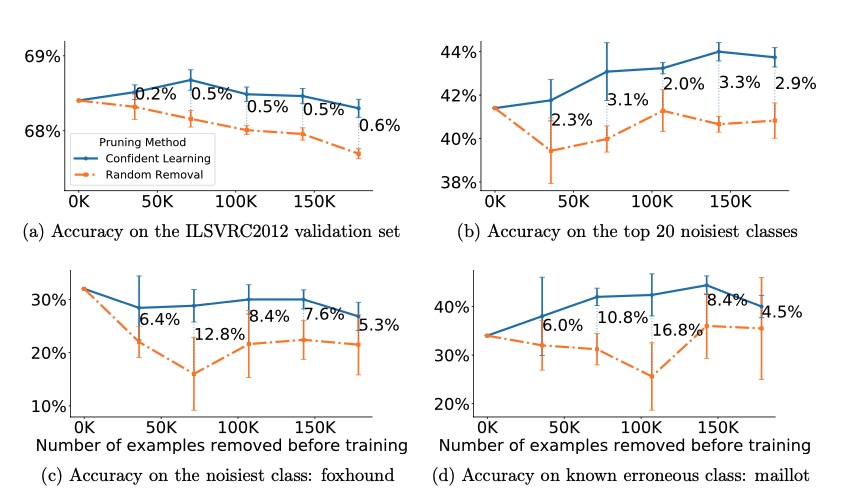 69%
68%
0.2%
0.5%
0.5%
0.5%
0.6%
Pruning Method
Confident Learning
Random Removal
0K 50K 100K 150K
(a) Accuracy on the ILSVRC2012 validation set
44%
42%
40%
38%
2.3%
3.1%
2.0%
3.3%
2.9%
0K 50K 100K 150K
(b) Accuracy on the top 20 noisiest classes
30%
20%
10%
6.4%
12.8%
8.4%
7.6%
5.3%
0K 50K 100K 150K
Number of examples removed before training
(c) Accuracy on the noisiest class: foxhound
40%
30%
20%
6.0%
10.8%
16.8%
8.4%
4.5%
0K 50K 100K 150K
Number of examples removed before training
(d) Accuracy on known erroneous class: maillot